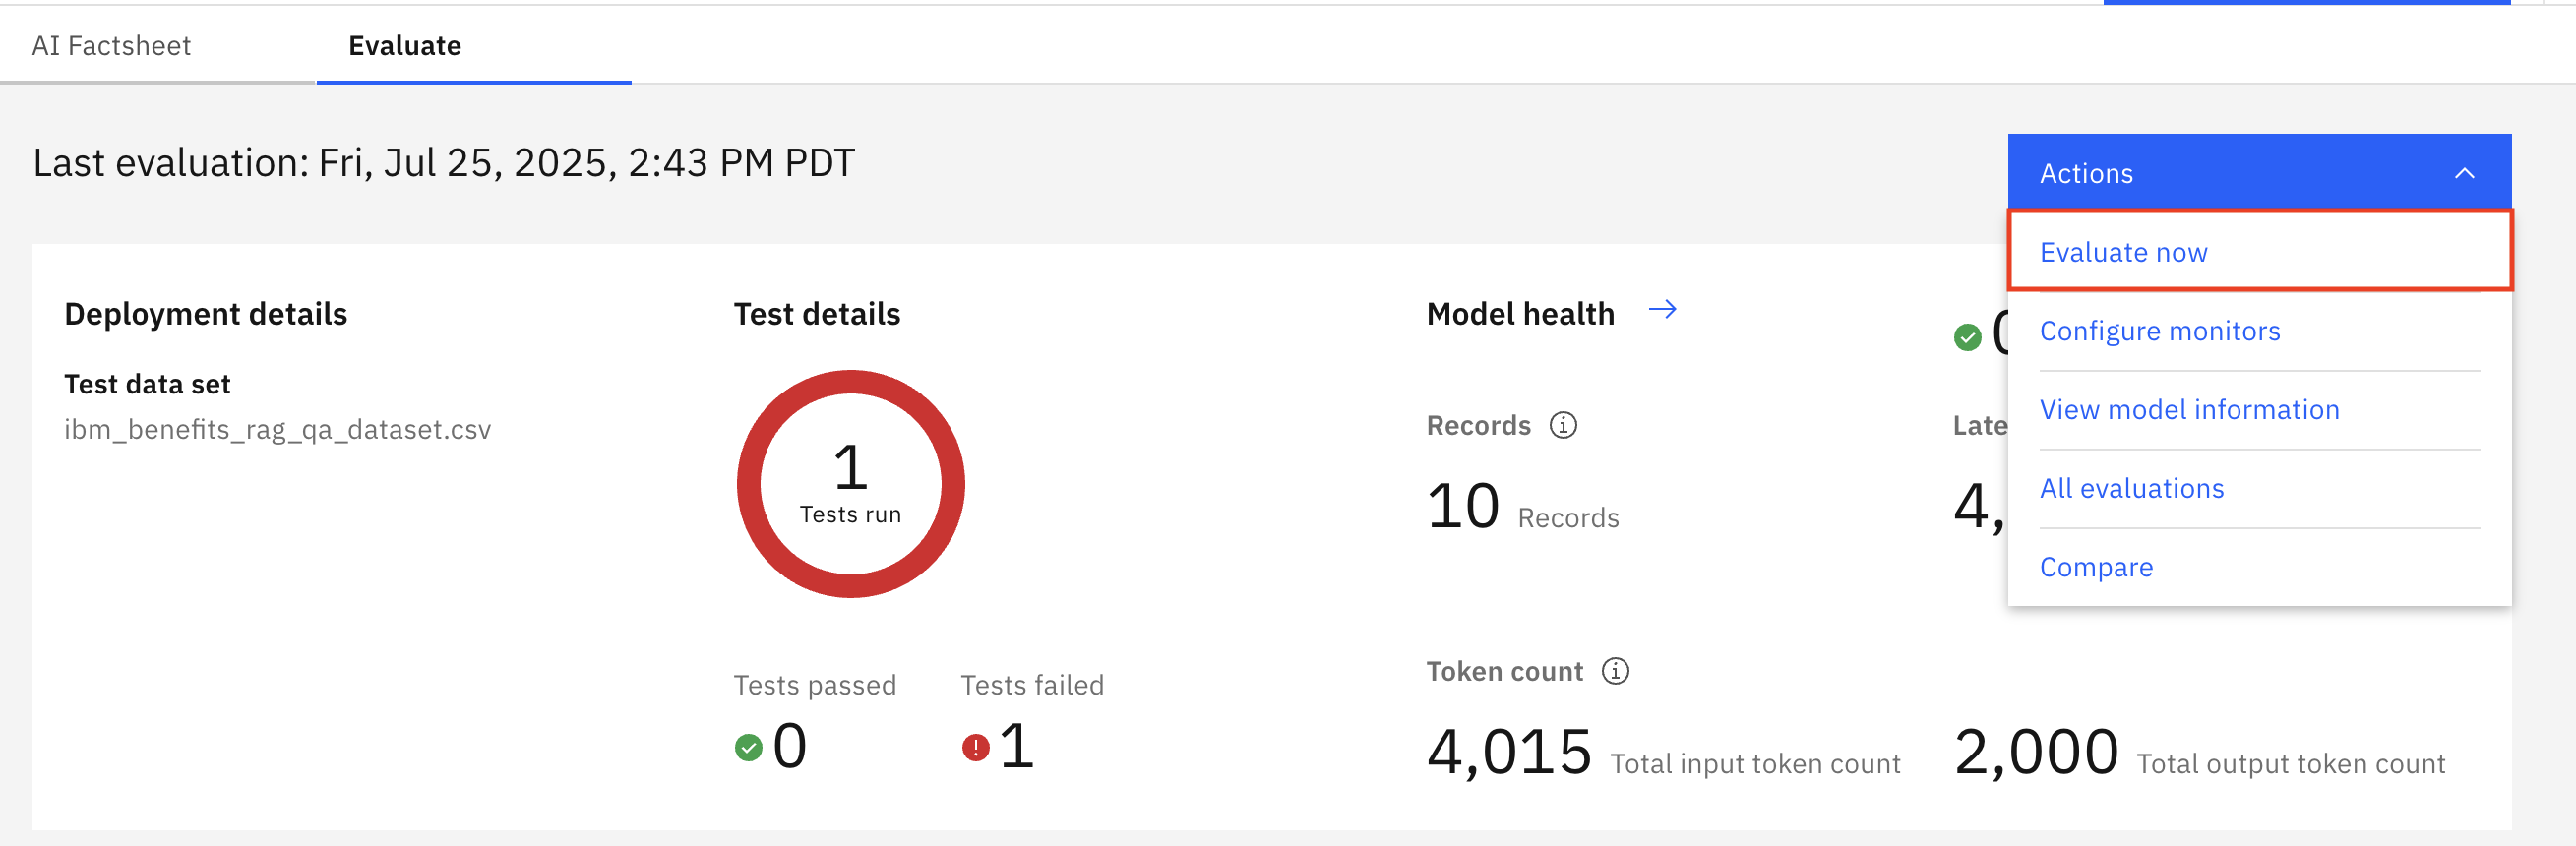 AI Factsheet
Evaluate
Last evaluation: Fri, Jul 25, 2025, 2:43 PM PDT
Actions
Evaluate now
Configure monitors
View model information
All evaluations
Compare
Deployment details
Test data set
ibm_benefits_rag_qa_dataset.csv
Test details
1
Tests run
Tests passed
0
Tests failed
1
Model health
Records
10 Records
Token count
4,015 Total input token count
2,000 Total output token count